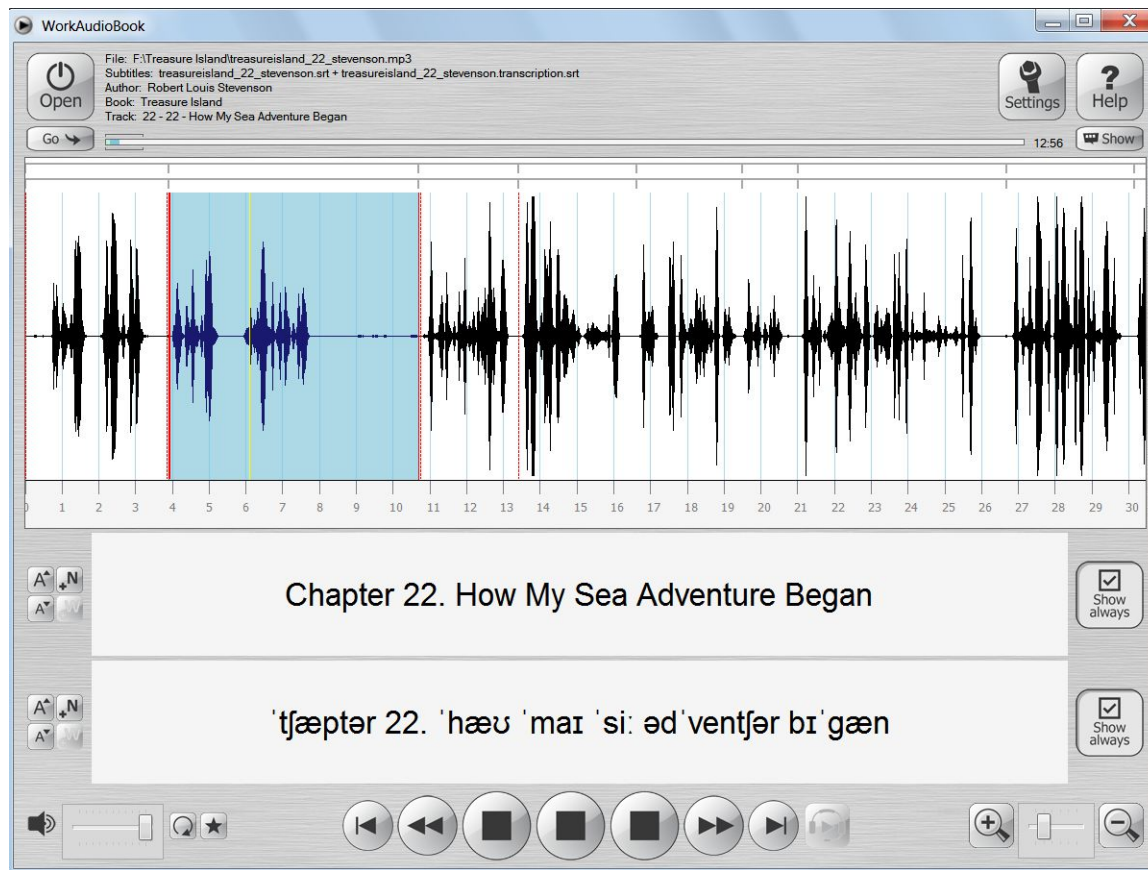 WorkAudioBook
File: F:\Treasure Island\treasureisland_22_stevenson.mp3
Subtitles: treasureisland_22_stevenson.srt + treasureisland_22_stevenson.transcription.srt
Author: Robert Louis Stevenson
Book: Treasure Island
Track: 22 - 22 - How My Sea Adventure Began
Open
Settings
Help
Go
12:56
Show
0 1 2 3 4 5 6 7 8 9 10 11 12 13 14 15 16 17 18 19 20 21 22 23 24 25 26 27 28 29 30
A +N
A W
Chapter 22. How My Sea Adventure Began
Show
always
A +N
A W
ˈtʃæptər 22. ˈhæʊ ˈmaɪ ˈsiː ədˈventʃər bɪˈgæn
Show
always